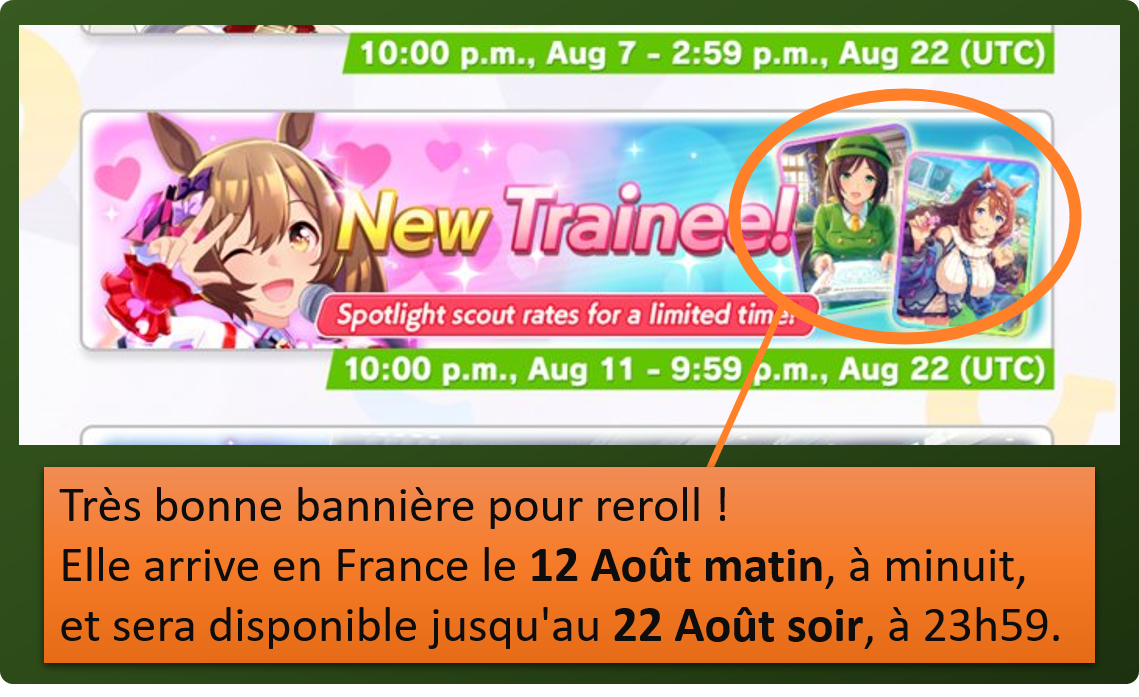 10:00 p.m., Aug 7 - 2:59 p.m., Aug 22 (UTC)
New Trainee!
Spotlight scout rates for a limited time!
10:00 p.m., Aug 11 - 9:59 p.m., Aug 22 (UTC)
Très bonne bannière pour reroll !
Elle arrive en France le 12 Août matin, à minuit,
et sera disponible jusqu'au 22 Août soir, à 23h59.